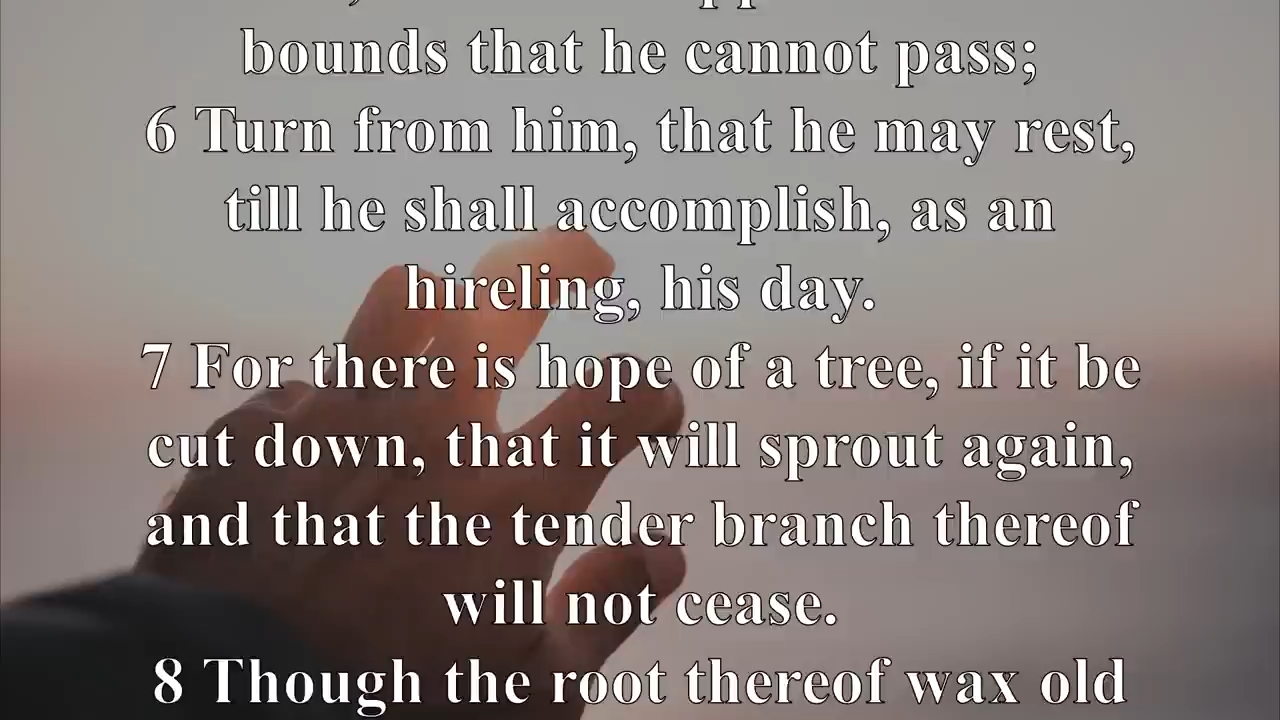 bounds that he cannot pass;
6 Turn from him, that he may rest,
till he shall accomplish, as an
hireling, his day.
7 For there is hope of a tree, if it be
cut down, that it will sprout again,
and that the tender branch thereof
will not cease.
8 Though the root thereof wax old